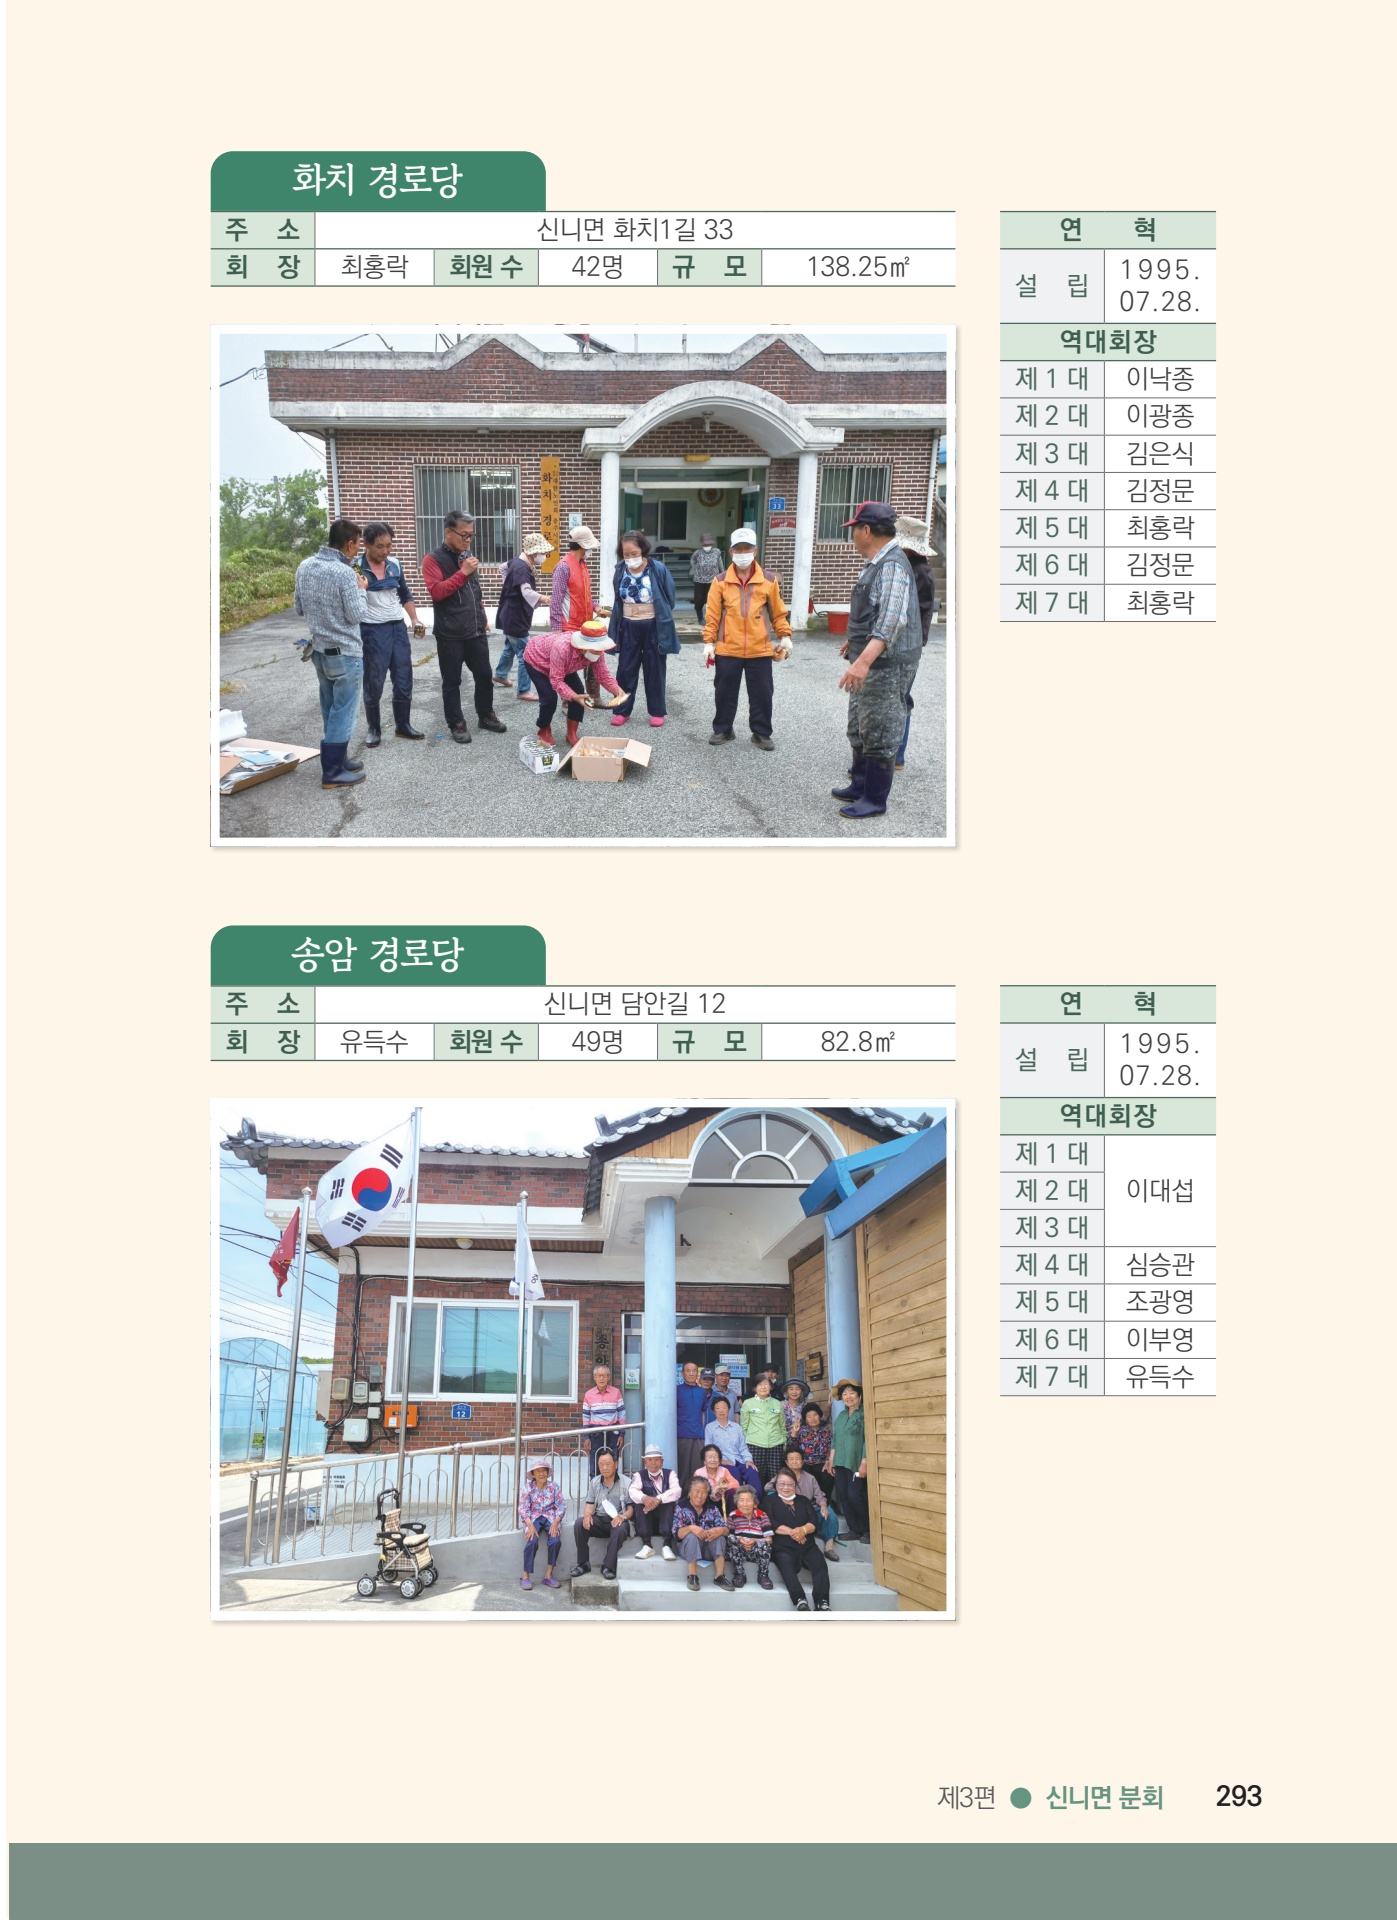 화치 경로당
주 소 신니면 화치1길 33
회 장 최홍락 회원 수 42명 규 모 138.25㎡
연 혁
설 립 1995.
07.28.
역대회장
제 1 대 이낙종
제 2 대 이광종
제 3 대 김은식
제 4 대 김정문
제 5 대 최홍락
제 6 대 김정문
제 7 대 최홍락
화치 경로당
33
송암 경로당
주 소 신니면 담안길 12
회 장 유득수 회원 수 49명 규 모 82.8㎡
연 혁
설 립 1995.
07.28.
역대회장
제 1 대
제 2 대 이대섭
제 3 대
제 4 대 심승관
제 5 대 조광영
제 6 대 이부영
제 7 대 유득수
12
제3편 ● 신니면 분회 293